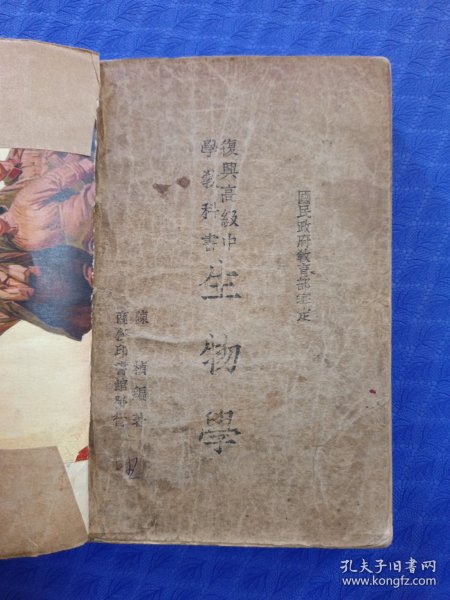 國民政府教育部審定
復興高級中
學教科書
生物學
陳楨編著
商務印書館發行
孔夫子旧书网
www.kongfz.com